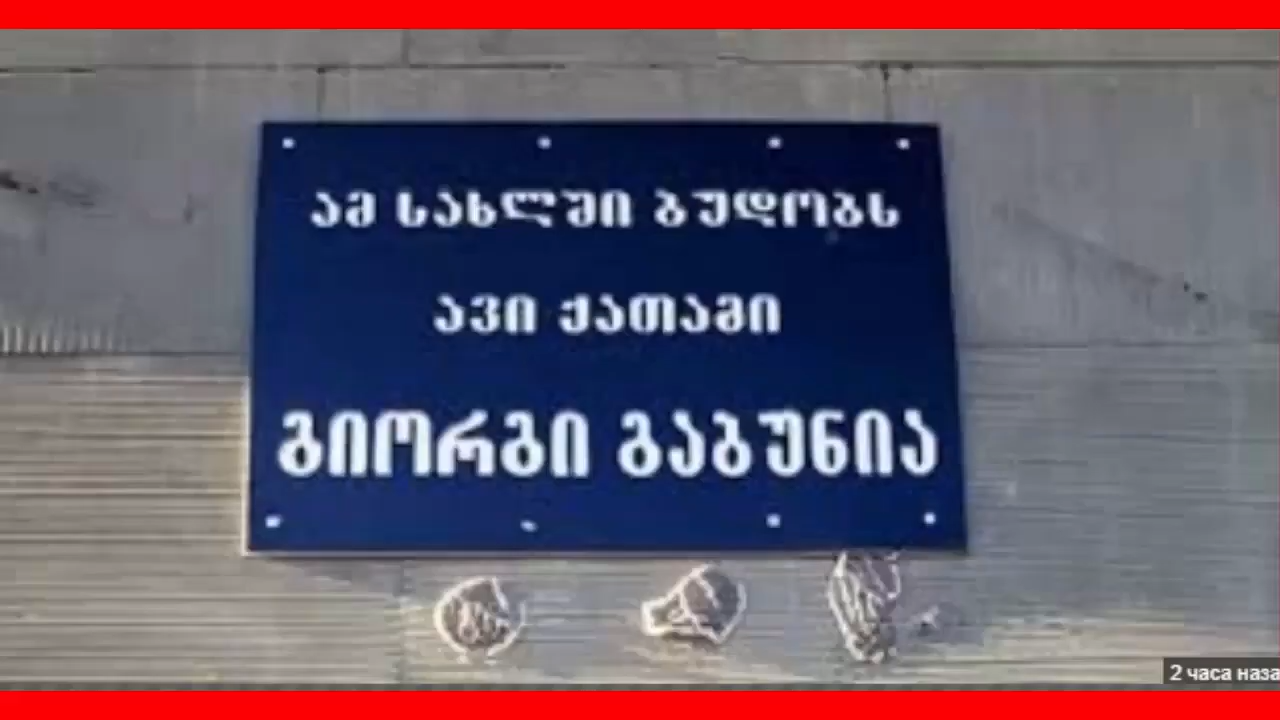 ამ სახლში ბუდობს
ავი ქათამი
გიორგი გაბუნია
2 часа наза